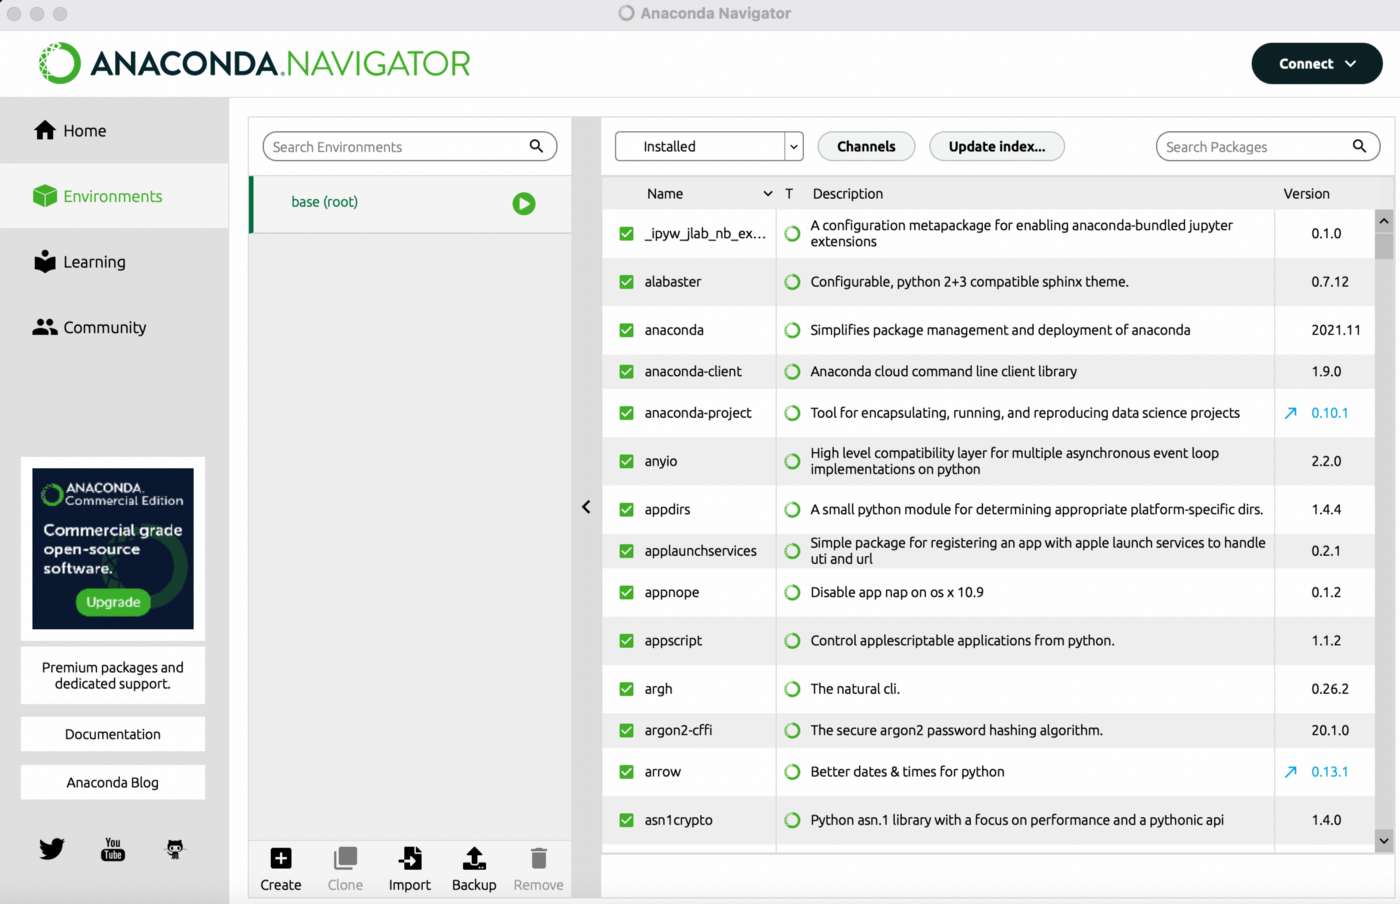 Anaconda Navigator
ANACONDA.NAVIGATOR
Connect
Home
Environments
Learning
Community
ANACONDA.
Commercial Edition
Commercial grade
open-source
software.
Upgrade
Premium packages and
dedicated support.
Documentation
Anaconda Blog
You
Tube
Search Environments
base (root)
Create
Clone
Import
Backup
Remove
Installed
Channels
Update index...
Search Packages
Name T Description Version
_ipyw_jlab_nb_ex... A configuration metapackage for enabling anaconda-bundled jupyter
extensions 0.1.0
alabaster Configurable, python 2+3 compatible sphinx theme. 0.7.12
anaconda Simplifies package management and deployment of anaconda 2021.11
anaconda-client Anaconda cloud command line client library 1.9.0
anaconda-project Tool for encapsulating, running, and reproducing data science projects 0.10.1
anyio High level compatibility layer for multiple asynchronous event loop
implementations on python 2.2.0
appdirs A small python module for determining appropriate platform-specific dirs. 1.4.4
applaunchservices Simple package for registering an app with apple launch services to handle
uti and url 0.2.1
appnope Disable app nap on os x 10.9 0.1.2
appscript Control applescriptable applications from python. 1.1.2
argh The natural cli. 0.26.2
argon2-cffi The secure argon2 password hashing algorithm. 20.1.0
arrow Better dates & times for python 0.13.1
asn1crypto Python asn.1 library with a focus on performance and a pythonic api 1.4.0